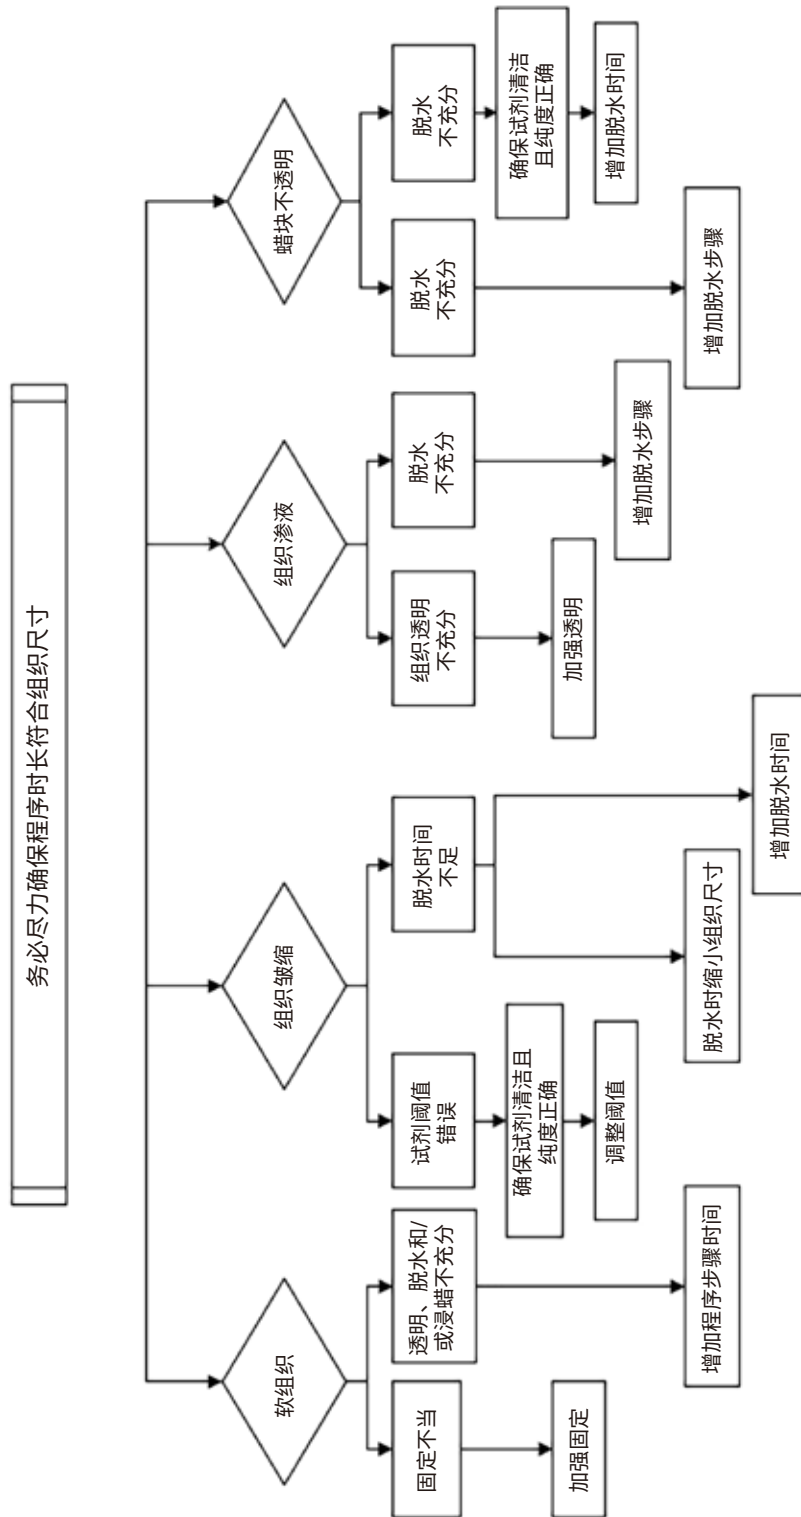 务必尽力确保程序时长符合组织尺寸
软组织
组织皱缩
组织渗液
蜡块不透明
固定不当
透明、脱水和/
或浸蜡不充分
试剂阈值
错误
脱水时间
不足
组织透明
不充分
脱水
不充分
脱水
不充分
脱水
不充分
确保试剂清洁且
纯度正确
确保试剂清洁
且纯度正确
加强固定
调整阈值
加强透明
增加脱水步骤
增加脱水时间
增加程序步骤时间
脱水时缩小组织尺寸
增加脱水步骤
增加脱水时间